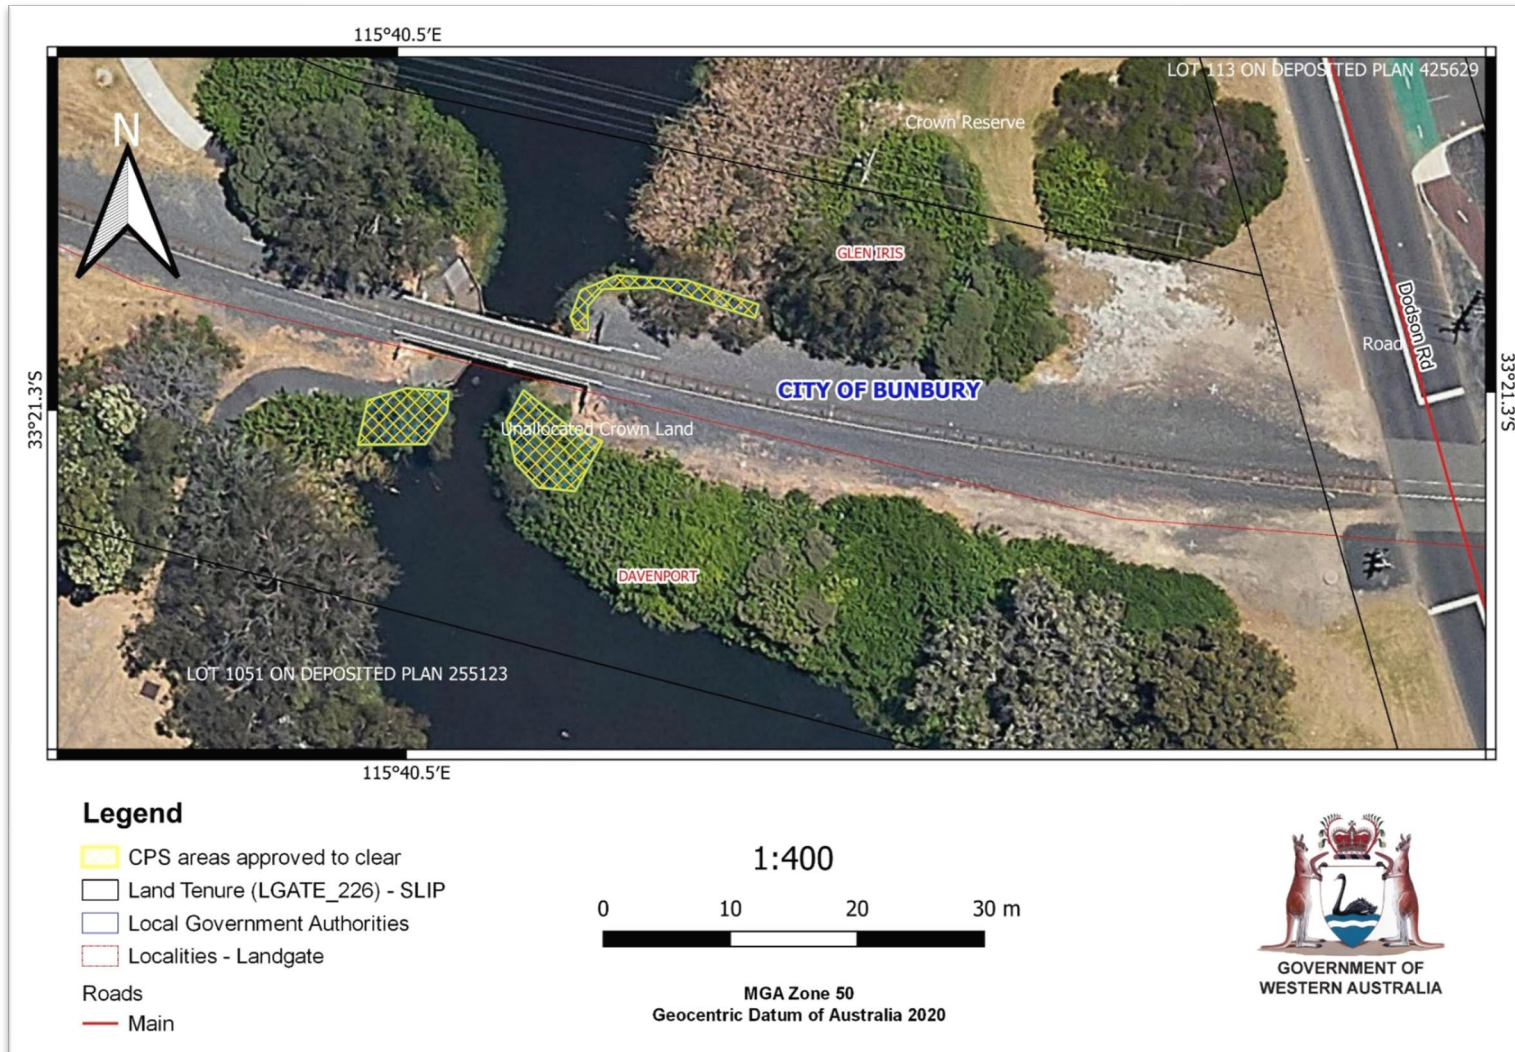 115°40.5'E
LOT 113 ON DEPOSITED PLAN 425629
N
Crown Reserve
GLEN IRIS
Dodson Rd
Road
33°21.3'S
33°21.3'S
CITY OF BUNBURY
Unallocated Crown Land
DAVENPORT
LOT 1051 ON DEPOSITED PLAN 255123
115°40.5'E
Legend
CPS areas approved to clear
Land Tenure (LGATE_226) - SLIP
Local Government Authorities
Localities - Landgate
Roads
Main
1:400
0 10 20 30 m
MGA Zone 50
Geocentric Datum of Australia 2020
GOVERNMENT OF
WESTERN AUSTRALIA